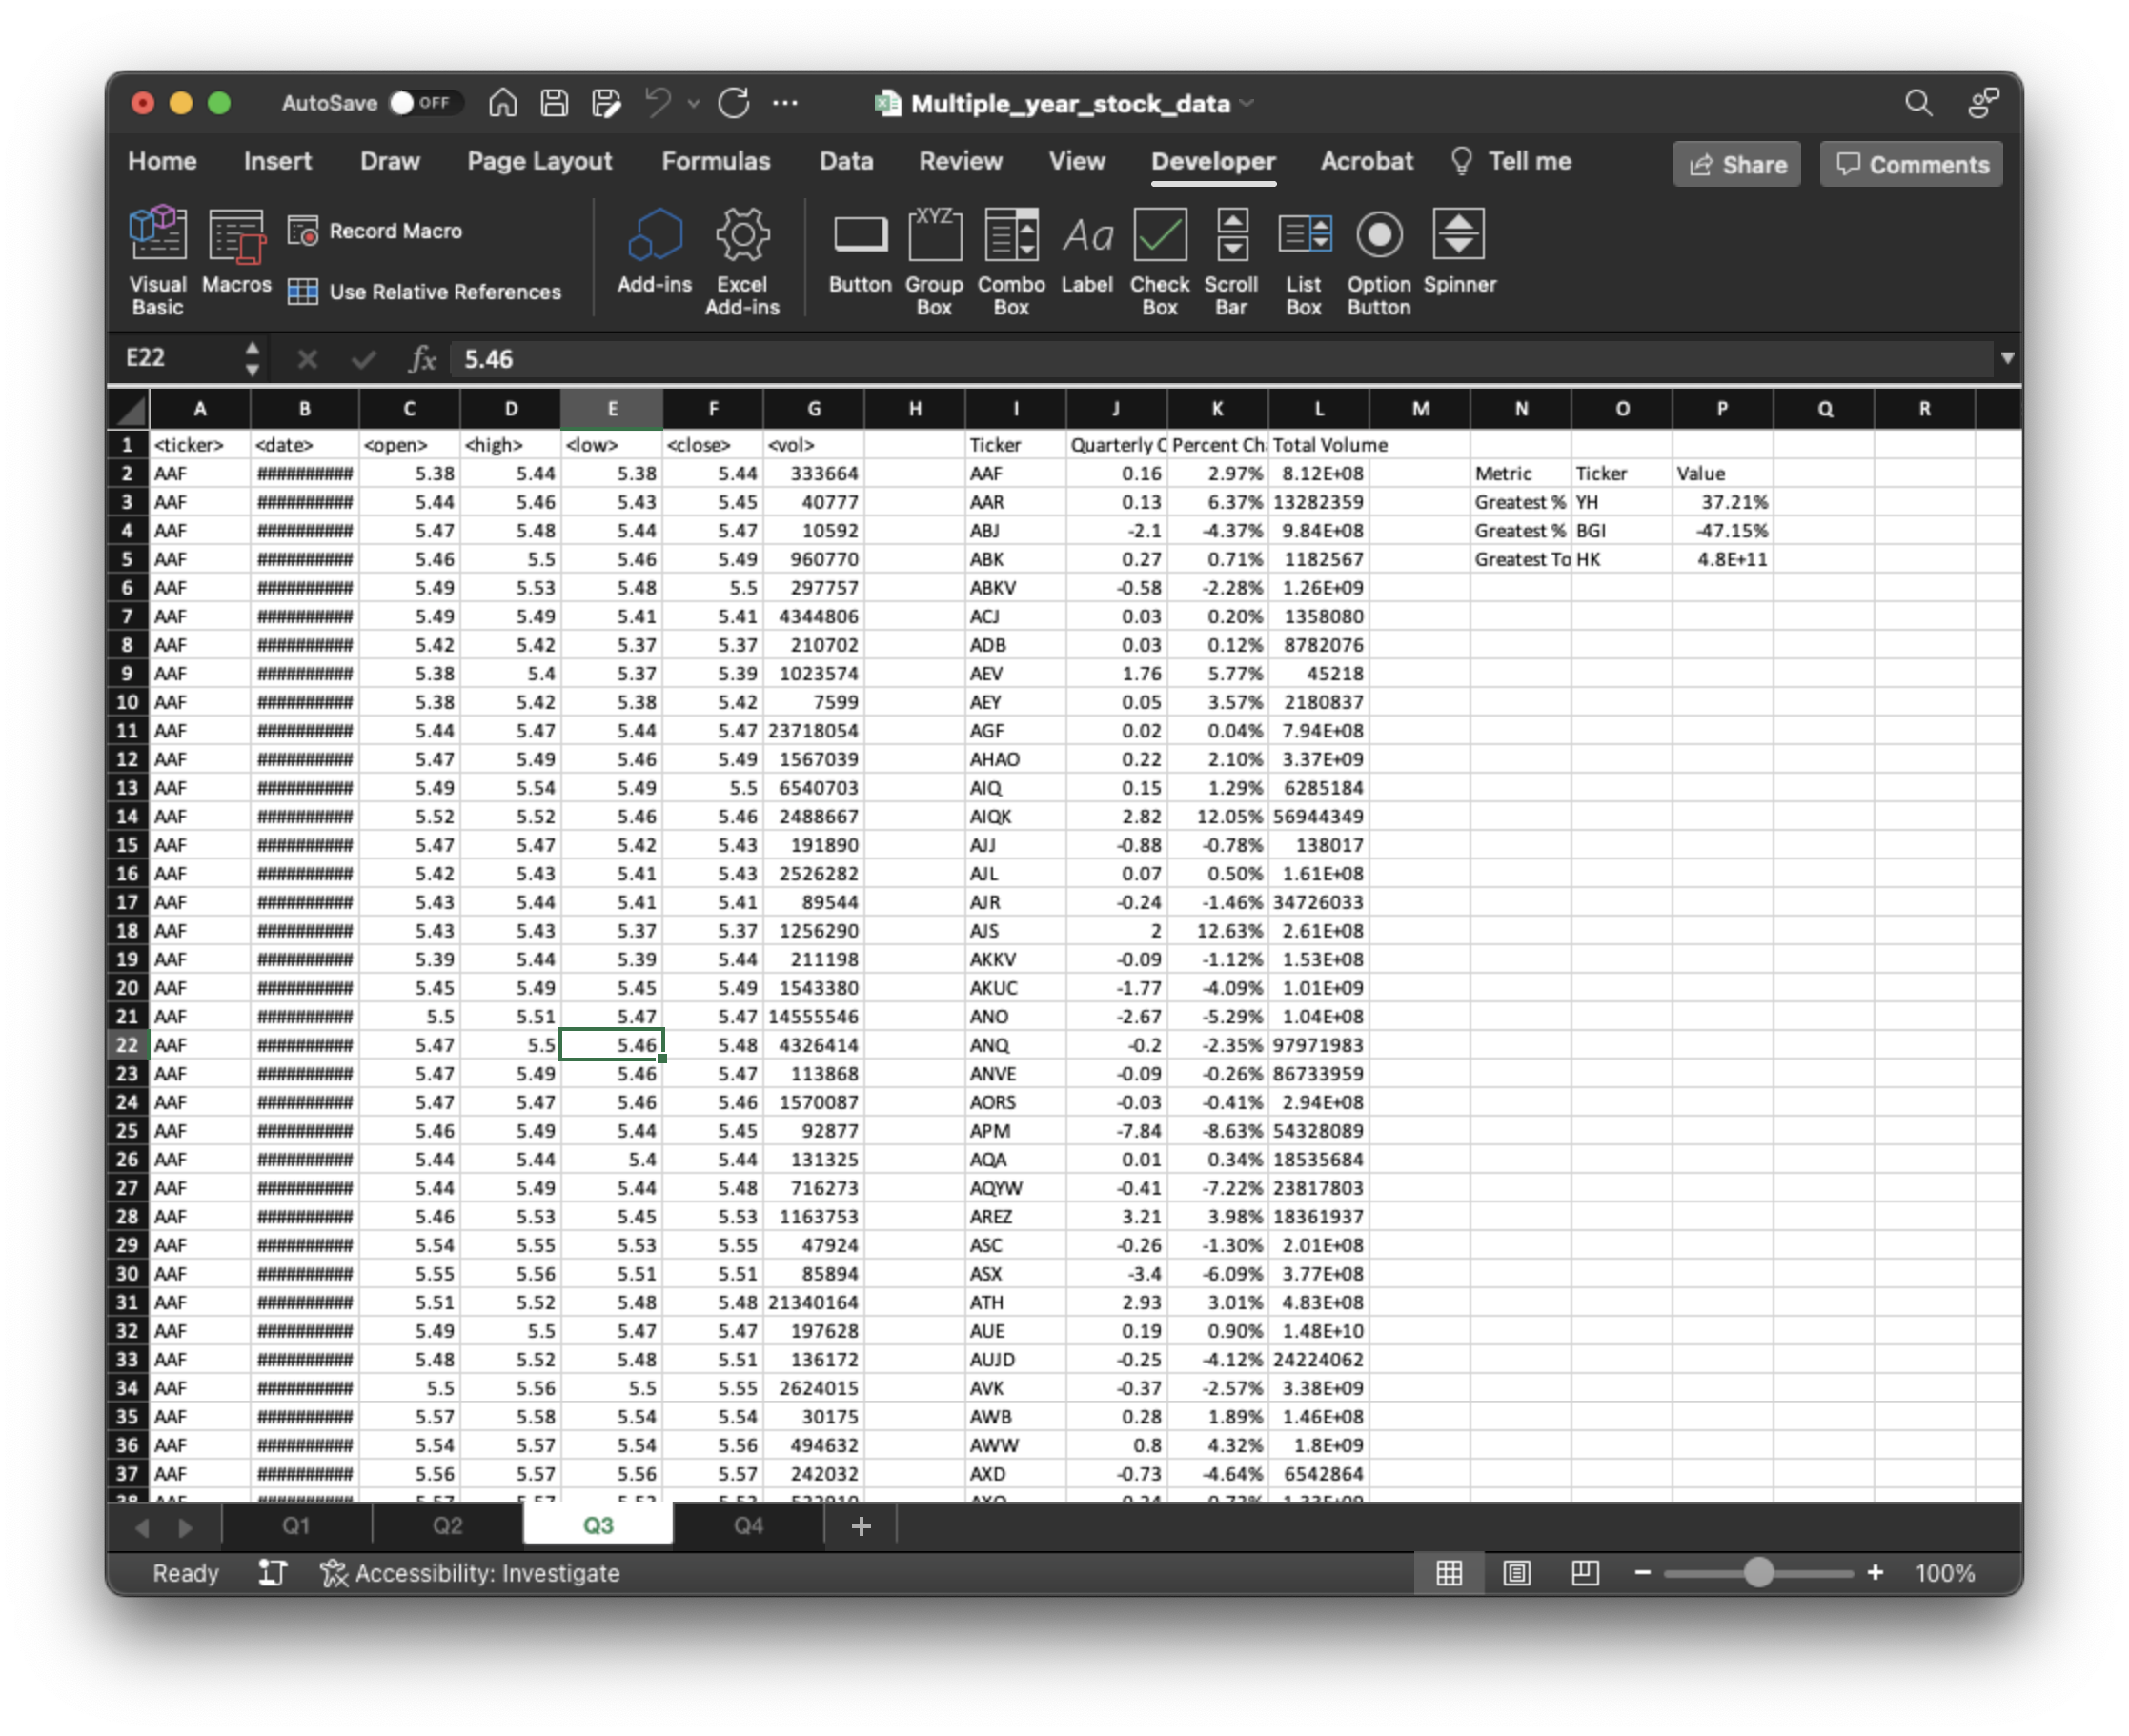 AutoSave OFF Multiple_year_stock_data
Home Insert Draw Page Layout Formulas Data Review View Developer Acrobat Tell me Share Comments
Visual Basic Macros Record Macro Use Relative References Add-ins Excel Add-ins Button Group Box Combo Box Label Check Box Scroll Bar List Box Option Button Spinner
E22 fx 5.46
A B C D E F G H I J K L M N O P Q R
1 <ticker> <date> <open> <high> <low> <close> <vol> Ticker Quarterly C Percent Ch Total Volume
2 AAF ########## 5.38 5.44 5.38 5.44 333664 AAF 0.16 2.97% 8.12E+08 Metric Ticker Value
3 AAF ########## 5.44 5.46 5.43 5.45 40777 AAR 0.13 6.37% 13282359 Greatest % YH 37.21%
4 AAF ########## 5.47 5.48 5.44 5.47 10592 ABJ -2.1 -4.37% 9.84E+08 Greatest % BGI -47.15%
5 AAF ########## 5.46 5.5 5.46 5.49 960770 ABK 0.27 0.71% 1182567 Greatest To HK 4.8E+11
6 AAF ########## 5.49 5.53 5.48 5.5 297757 ABKV -0.58 -2.28% 1.26E+09
7 AAF ########## 5.49 5.49 5.41 5.41 4344806 ACJ 0.03 0.20% 1358080
8 AAF ########## 5.42 5.42 5.37 5.37 210702 ADB 0.03 0.12% 8782076
9 AAF ########## 5.38 5.4 5.37 5.39 1023574 AEV 1.76 5.77% 45218
10 AAF ########## 5.38 5.42 5.38 5.42 7599 AEY 0.05 3.57% 2180837
11 AAF ########## 5.44 5.47 5.44 5.47 23718054 AGF 0.02 0.04% 7.94E+08
12 AAF ########## 5.47 5.49 5.46 5.49 1567039 AHAO 0.22 2.10% 3.37E+09
13 AAF ########## 5.49 5.54 5.49 5.5 6540703 AIQ 0.15 1.29% 6285184
14 AAF ########## 5.52 5.52 5.46 5.46 2488667 AIQK 2.82 12.05% 56944349
15 AAF ########## 5.47 5.47 5.42 5.43 191890 AJJ -0.88 -0.78% 138017
16 AAF ########## 5.42 5.43 5.41 5.43 2526282 AJL 0.07 0.50% 1.61E+08
17 AAF ########## 5.43 5.44 5.41 5.41 89544 AJR -0.24 -1.46% 34726033
18 AAF ########## 5.43 5.43 5.37 5.37 1256290 AJS 2 12.63% 2.61E+08
19 AAF ########## 5.39 5.44 5.39 5.44 211198 AKKV -0.09 -1.12% 1.53E+08
20 AAF ########## 5.45 5.49 5.45 5.49 1543380 AKUC -1.77 -4.09% 1.01E+09
21 AAF ########## 5.5 5.51 5.47 5.47 14555546 ANO -2.67 -5.29% 1.04E+08
22 AAF ########## 5.47 5.5 5.46 5.48 4326414 ANQ -0.2 -2.35% 97971983
23 AAF ########## 5.47 5.49 5.46 5.47 113868 ANVE -0.09 -0.26% 86733959
24 AAF ########## 5.47 5.47 5.46 5.46 1570087 AORS -0.03 -0.41% 2.94E+08
25 AAF ########## 5.46 5.49 5.44 5.45 92877 APM -7.84 -8.63% 54328089
26 AAF ########## 5.44 5.44 5.4 5.44 131325 AQA 0.01 0.34% 18535684
27 AAF ########## 5.44 5.49 5.44 5.48 716273 AQYW -0.41 -7.22% 23817803
28 AAF ########## 5.46 5.53 5.45 5.53 1163753 AREZ 3.21 3.98% 18361937
29 AAF ########## 5.54 5.55 5.53 5.55 47924 ASC -0.26 -1.30% 2.01E+08
30 AAF ########## 5.55 5.56 5.51 5.51 85894 ASX -3.4 -6.09% 3.77E+08
31 AAF ########## 5.51 5.52 5.48 5.48 21340164 ATH 2.93 3.01% 4.83E+08
32 AAF ########## 5.49 5.5 5.47 5.47 197628 AUE 0.19 0.90% 1.48E+10
33 AAF ########## 5.48 5.52 5.48 5.51 136172 AUJD -0.25 -4.12% 24224062
34 AAF ########## 5.5 5.56 5.5 5.55 2624015 AVK -0.37 -2.57% 3.38E+09
35 AAF ########## 5.57 5.58 5.54 5.54 30175 AWB 0.28 1.89% 1.46E+08
36 AAF ########## 5.54 5.57 5.54 5.56 494632 AWW 0.8 4.32% 1.8E+09
37 AAF ########## 5.56 5.57 5.56 5.57 242032 AXD -0.73 -4.64% 6542864
Q1 Q2 Q3 Q4 +
Ready Accessibility: Investigate 100%